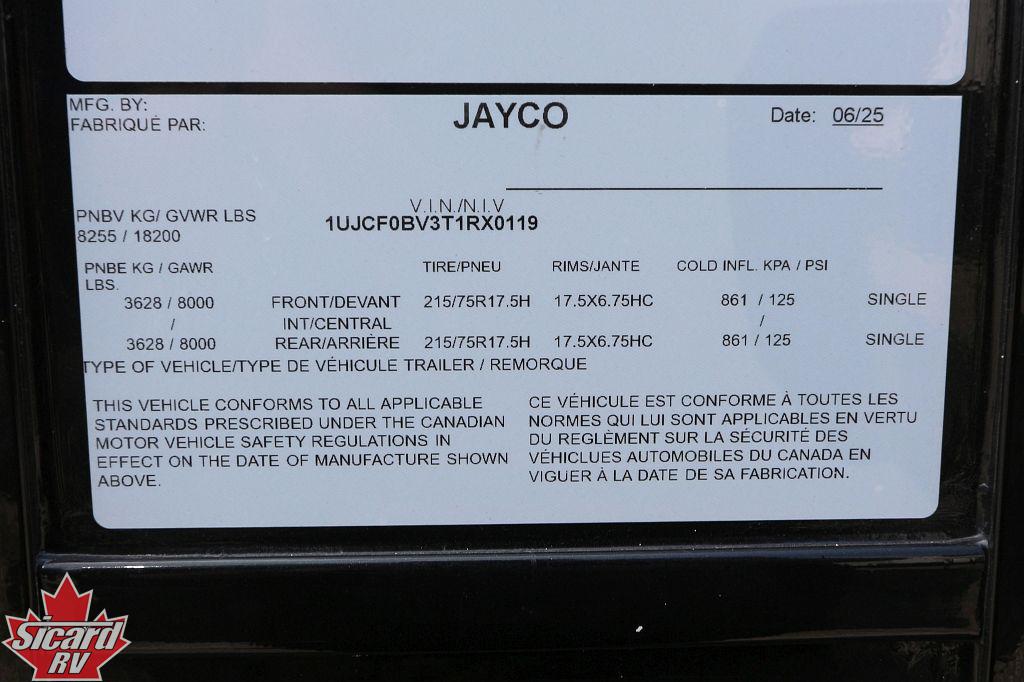 MFG. BY:
FABRIQUÉ PAR:
JAYCO
Date: 06/25
V.I.N./N.I.V
1UJCF0BV3T1RX0119
PNBV KG/ GVWR LBS
8255 / 18200
PNBE KG / GAWR LBS. TIRE/PNEU RIMS/JANTE COLD INFL. KPA / PSI
3628 / 8000 FRONT/DEVANT 215/75R17.5H 17.5X6.75HC 861 / 125 SINGLE
/ INT/CENTRAL /
3628 / 8000 REAR/ARRIÈRE 215/75R17.5H 17.5X6.75HC 861 / 125 SINGLE
TYPE OF VEHICLE/TYPE DE VÉHICULE TRAILER / REMORQUE
THIS VEHICLE CONFORMS TO ALL APPLICABLE
STANDARDS PRESCRIBED UNDER THE CANADIAN
MOTOR VEHICLE SAFETY REGULATIONS IN
EFFECT ON THE DATE OF MANUFACTURE SHOWN
ABOVE.
CE VÉHICULE EST CONFORME À TOUTES LES
NORMES QUI LUI SONT APPLICABLES EN VERTU
DU REGLÈMENT SUR LA SÉCURITÉ DES
VÉHICLUES AUTOMOBILES DU CANADA EN
VIGUER À LA DATE DE SA FABRICATION.
Sicard
RV